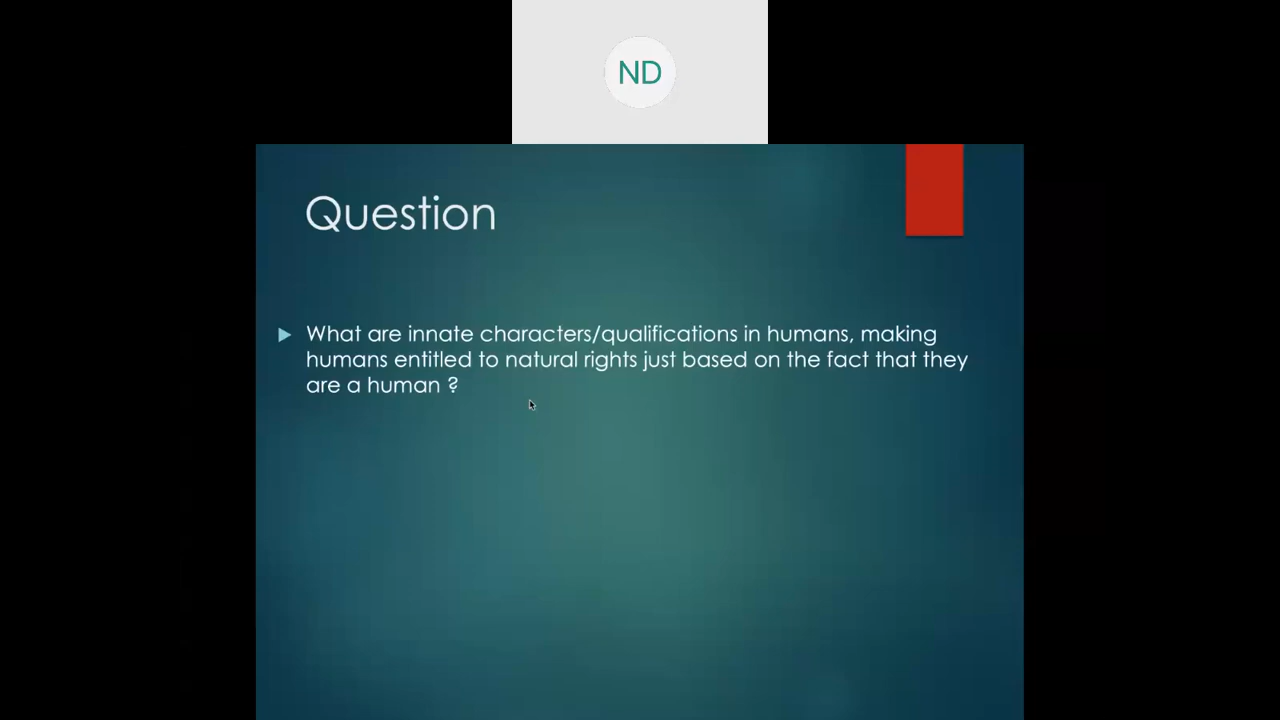 ND
Question
What are innate characters/qualifications in humans, making
humans entitled to natural rights just based on the fact that they
are a human ?